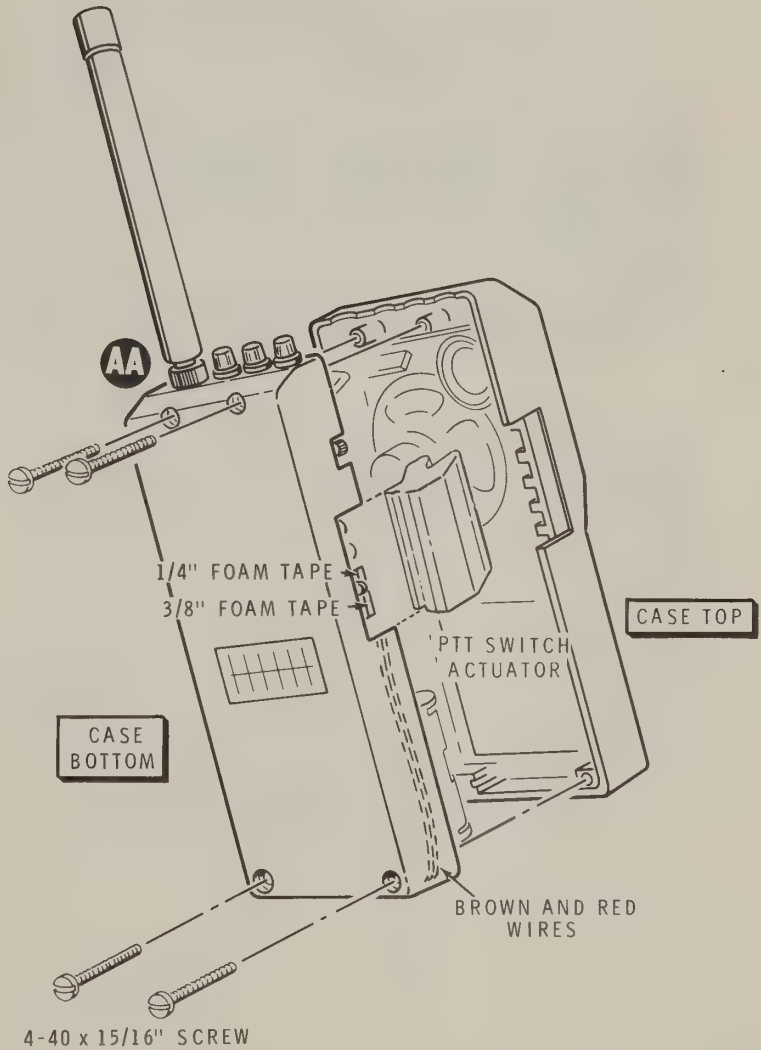 AA
1/4" FOAM TAPE
3/8" FOAM TAPE
CASE TOP
PTT SWITCH
ACTUATOR
CASE
BOTTOM
BROWN AND RED
WIRES
4-40 x 15/16" SCREW